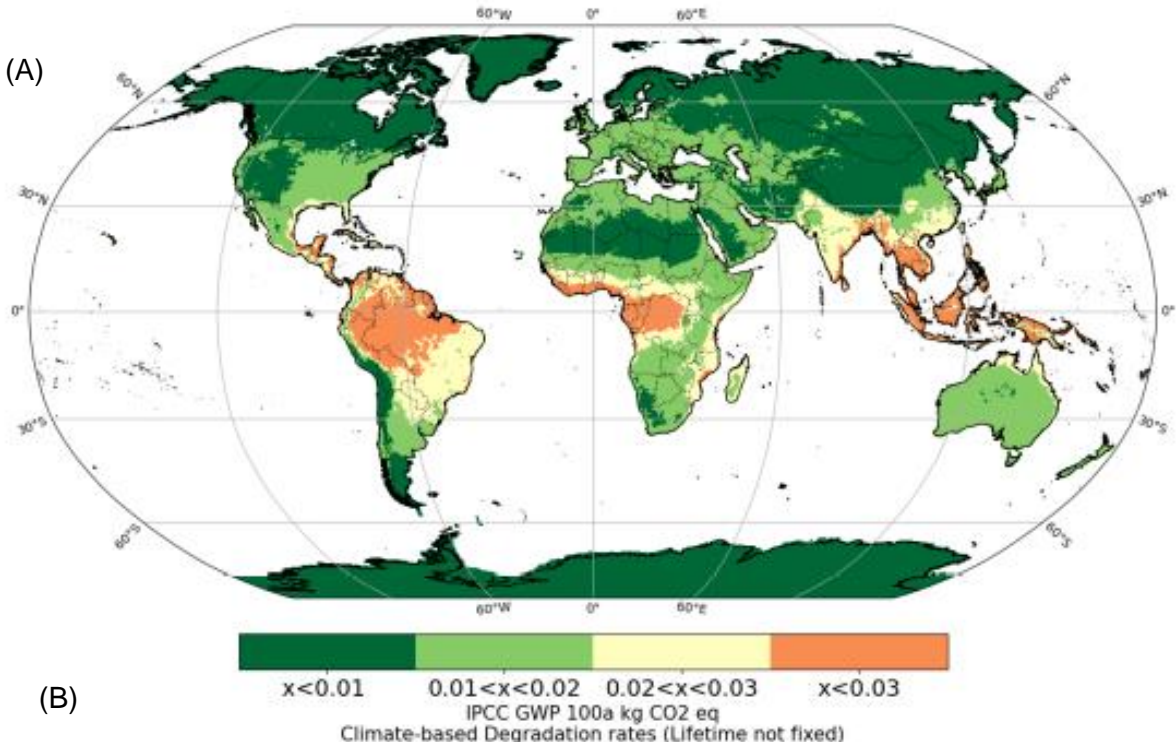 60°W 0° 60°E
(A)
60°N 60°N
30°N 30°N
0° 0°
30°S 30°S
60°S 60°S
60°W 0° 60°E
x<0.01 0.01<x<0.02 0.02<x<0.03 x<0.03
(B)
IPCC GWP 100a kg CO2 eq
Climate-based Degradation rates (Lifetime not fixed)